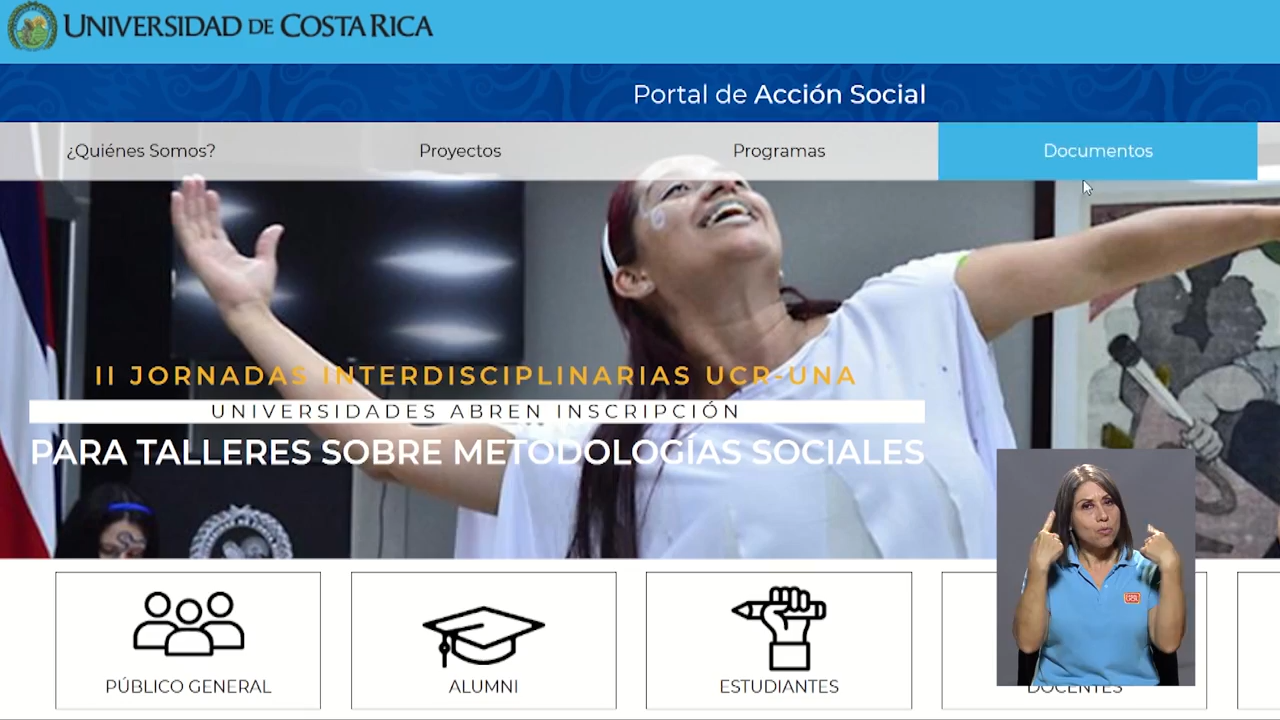 UNIVERSIDAD DE COSTA RICA
Portal de Acción Social
¿Quiénes Somos? Proyectos Programas Documentos
II JORNADAS INTERDISCIPLINARIAS UCR-UNA
UNIVERSIDADES ABREN INSCRIPCIÓN
PARA TALLERES SOBRE METODOLOGÍAS SOCIALES
PÚBLICO GENERAL ALUMNI ESTUDIANTES DOCENTES